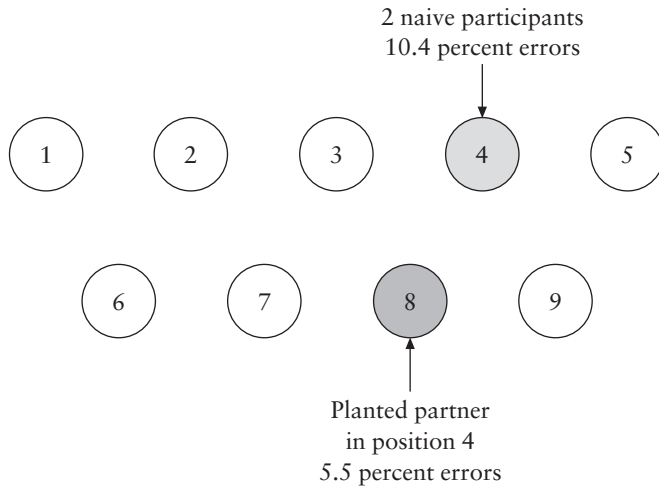 2 naive participants
10.4 percent errors
1 2 3 4 5
6 7 8 9
Planted partner
in position 4
5.5 percent errors